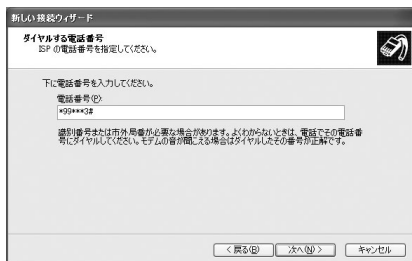 新しい接続ウィザード
ダイヤルする電話番号
ISP の電話番号を指定してください。
下に電話番号を入力してください。
電話番号(P):
*99***3#
識別番号または市外局番が必要な場合があります。よくわからないときは、電話でその電話番
号にダイヤルしてください。モデムの音が聞こえる場合はダイヤルしたその番号が正解です。
< 戻る(B)
次へ(N) >
キャンセル